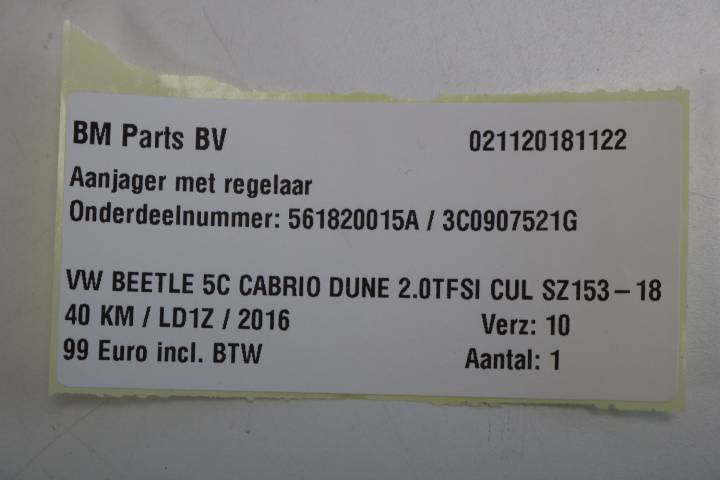 BM Parts BV 021120181122
Aanjager met regelaar
Onderdeelnummer: 561820015A / 3C0907521G
VW BEETLE 5C CABRIO DUNE 2.0TFSI CUL SZ153-18
40 KM / LD1Z / 2016 Verz: 10
99 Euro incl. BTW Aantal: 1